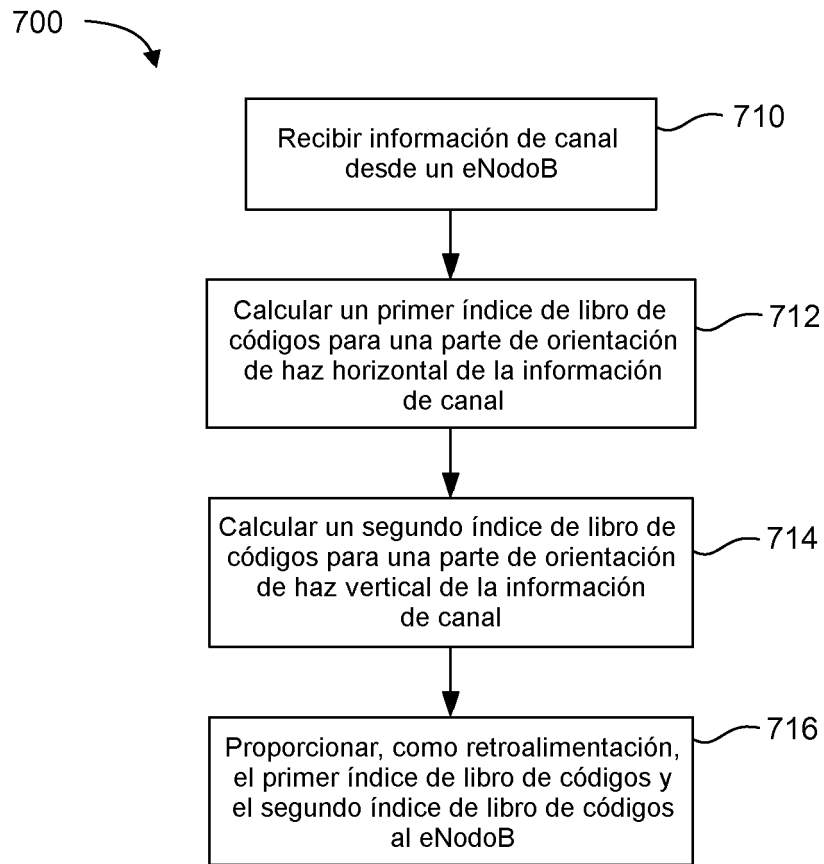 700
Recibir información de canal
desde un eNodoB
710
Calcular un primer índice de libro de
códigos para una parte de orientación
de haz horizontal de la información
de canal
712
Calcular un segundo índice de libro de
códigos para una parte de orientación
de haz vertical de la información
de canal
714
Proporcionar, como retroalimentación,
el primer índice de libro de códigos y
el segundo índice de libro de códigos
al eNodoB
716